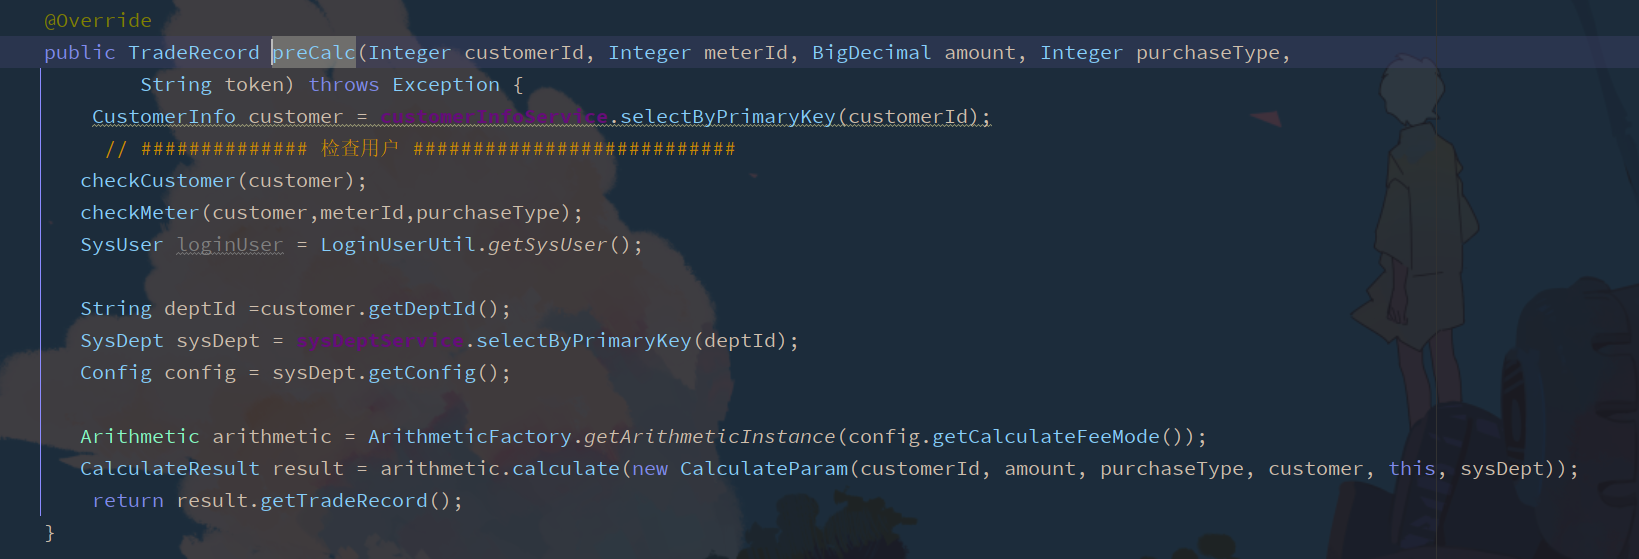 @Override
public TradeRecord preCalc(Integer customerId, Integer meterId, BigDecimal amount, Integer purchaseType,
String token) throws Exception {
CustomerInfo customer = customerInfoService.selectByPrimaryKey(customerId);
// ############## 检查用户 ###########################
checkCustomer(customer);
checkMeter(customer,meterId,purchaseType);
SysUser loginUser = LoginUserUtil.getSysUser();
String deptId =customer.getDeptId();
SysDept sysDept = sysDeptService.selectByPrimaryKey(deptId);
Config config = sysDept.getConfig();
Arithmetic arithmetic = ArithmeticFactory.getArithmeticInstance(config.getCalculateFeeMode());
CalculateResult result = arithmetic.calculate(new CalculateParam(customerId, amount, purchaseType, customer, this, sysDept));
return result.getTradeRecord();
}